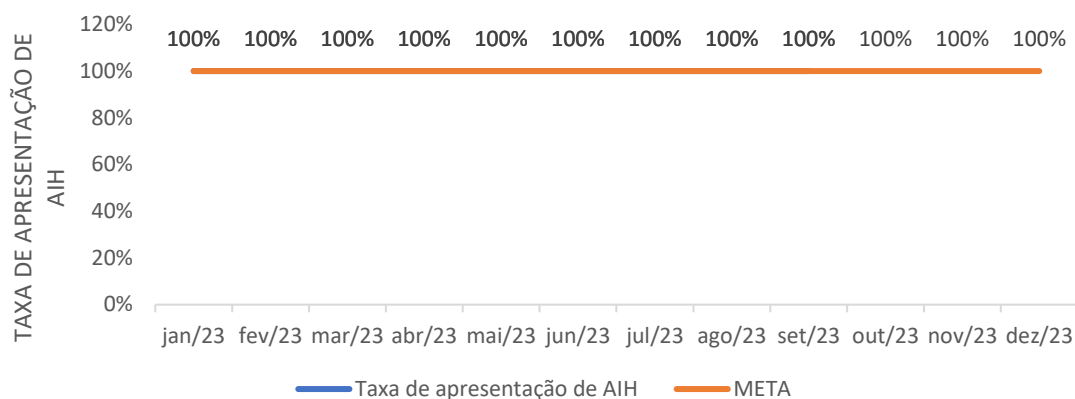 TAXA DE APRESENTAÇÃO DE
AIH
120%
100%
80%
60%
40%
20%
0%
100% 100% 100% 100% 100% 100% 100% 100% 100% 100% 100% 100%
jan/23 fev/23 mar/23 abr/23 mai/23 jun/23 jul/23 ago/23 set/23 out/23 nov/23 dez/23
Taxa de apresentação de AIH META